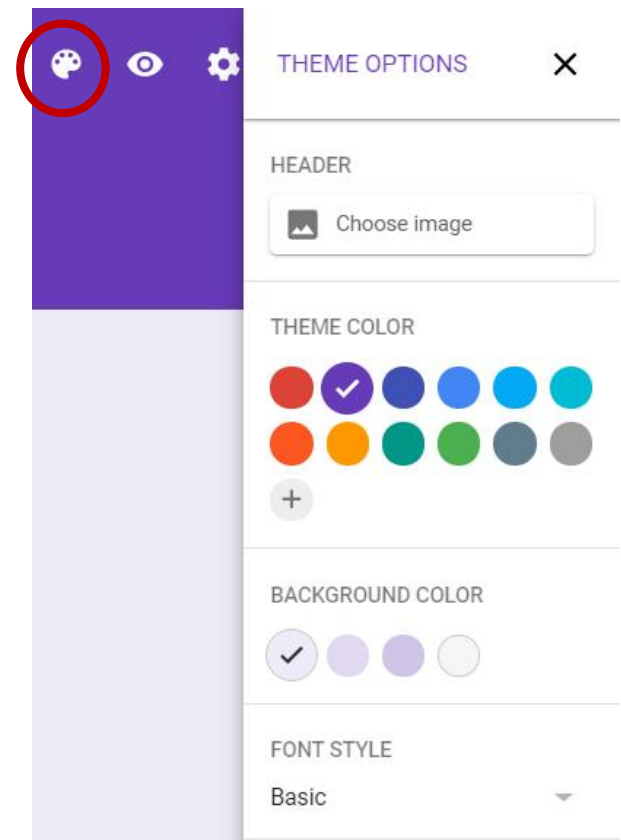 THEME OPTIONS
HEADER
Choose image
THEME COLOR
BACKGROUND COLOR
FONT STYLE
Basic